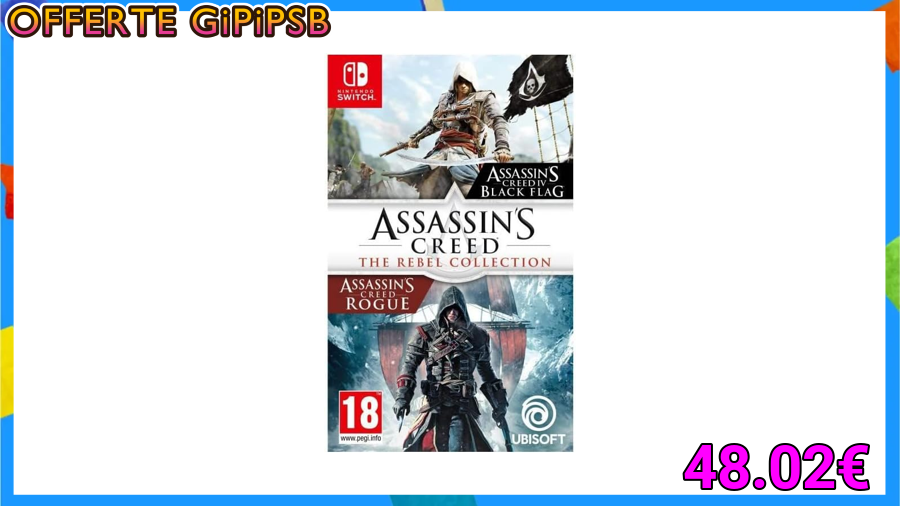 OFFERTE GiPiPSB
NINTENDO
SWITCH.
ASSASSIN'S
CREED IV
BLACK FLAG
ASSASSIN'S
CREED
THE REBEL COLLECTION
ASSASSIN'S
CREED
ROGUE
18
www.pegi.info
UBISOFT
48.02€